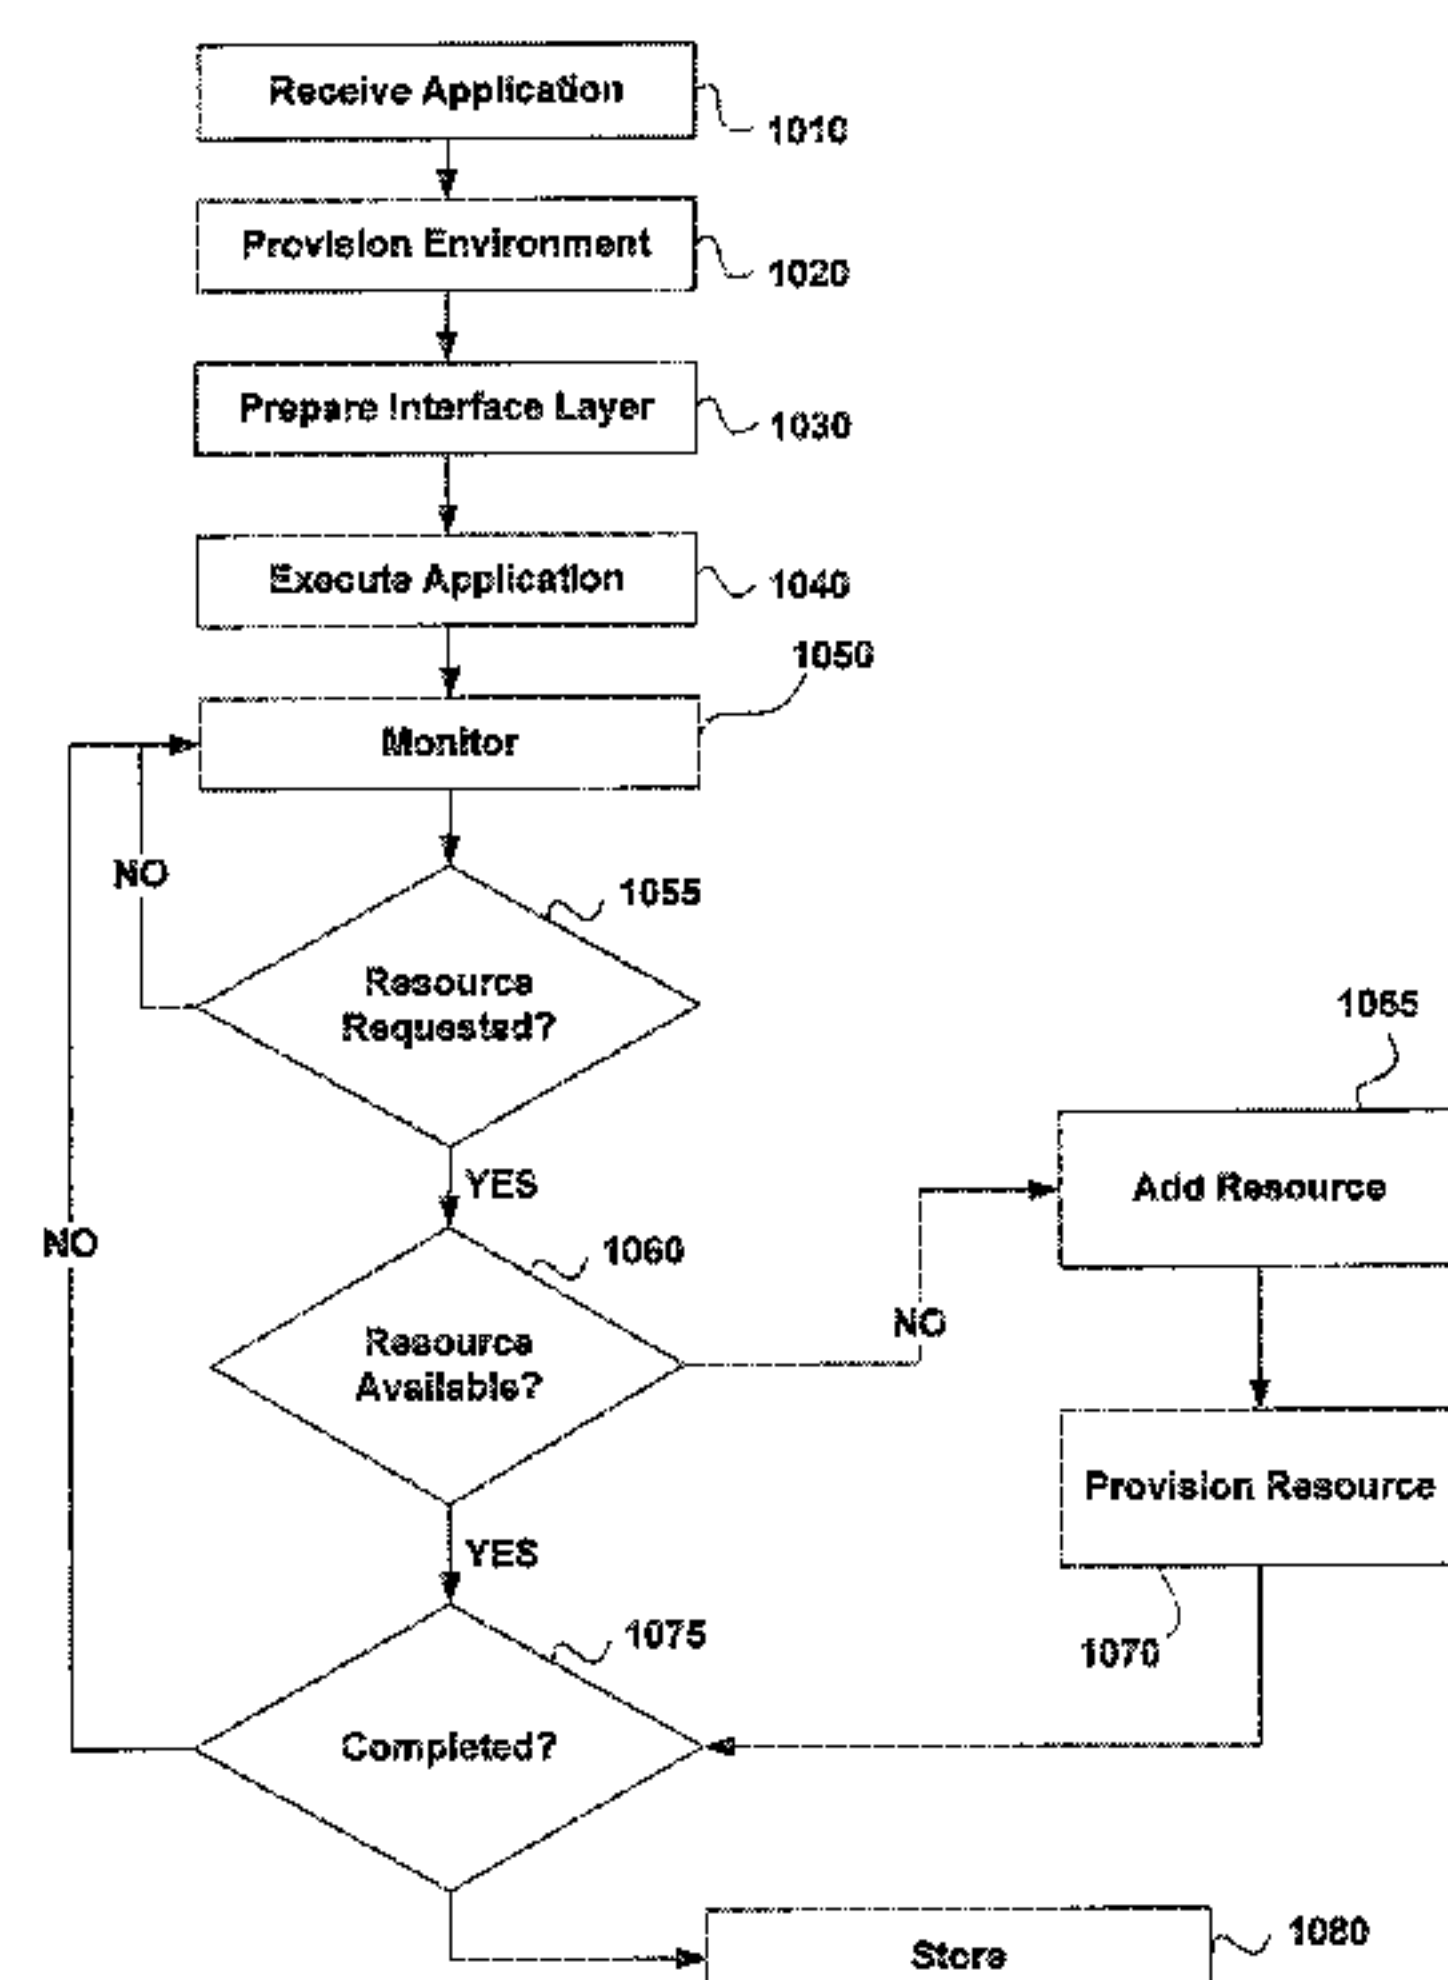 Receive Application
1010
Provision Environment
1020
Prepare Interface Layer
1030
Execute Application
1040
1050
Monitor
NO
1055
Resource
Requested?
1065
YES
Add Resource
NO
1060
Resource
Available?
NO
Provision Resource
YES
1075
1070
Completed?
1080
Store